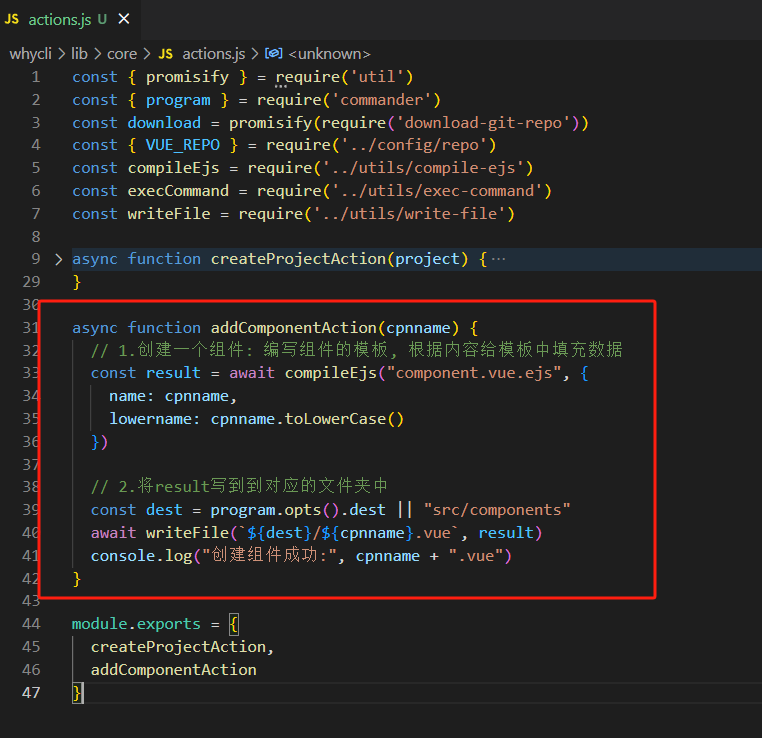 JS actions.js U ×
whycli > lib > core > JS actions.js > <unknown>
1 const { promisify } = require('util')
2 const { program } = require('commander')
3 const download = promisify(require('download-git-repo'))
4 const { VUE_REPO } = require('../config/repo')
5 const compileEjs = require('../utils/compile-ejs')
6 const execCommand = require('../utils/exec-command')
7 const writeFile = require('../utils/write-file')
8
9 > async function createProjectAction(project) { ⋯
29 }
30
31 async function addComponentAction(cpnname) {
32 // 1.创建一个组件: 编写组件的模板, 根据内容给模板中填充数据
33 const result = await compileEjs("component.vue.ejs", {
34 name: cpnname,
35 lowername: cpnname.toLowerCase()
36 })
37
38 // 2.将result写到到对应的文件夹中
39 const dest = program.opts().dest || "src/components"
40 await writeFile(`${dest}/${cpnname}.vue`, result)
41 console.log("创建组件成功:", cpnname + ".vue")
42 }
43
44 module.exports = {
45 createProjectAction,
46 addComponentAction
47 }